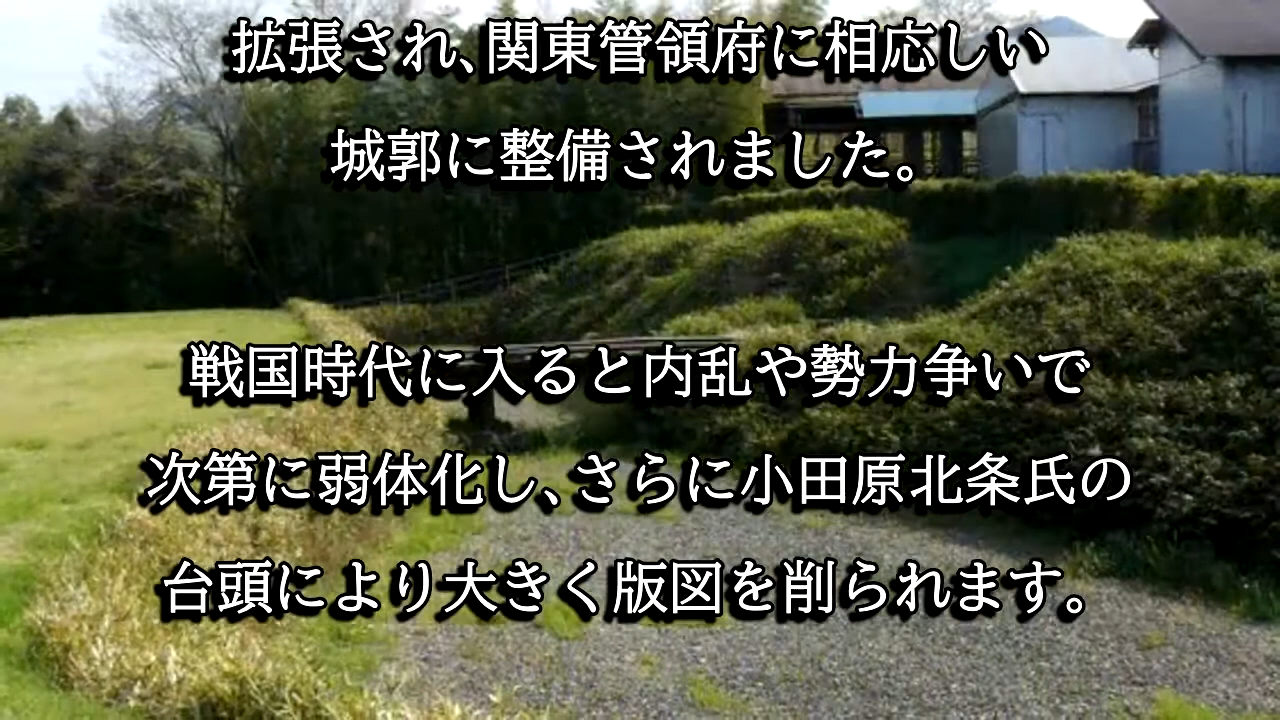 拡張され、関東管領府に相応しい
城郭に整備されました。
戦国時代に入ると内乱や勢力争いで
次第に弱体化し、さらに小田原北条氏の
台頭により大きく版図を削られます。